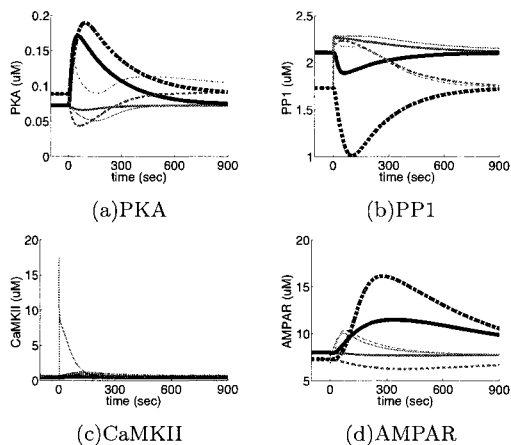 0.2
0.15
0.1
0.05
0
PKA (uM)
0 300 600 900
time (sec)
(a)PKA
2.5
2
1.5
1
PP1 (uM)
0 300 600 900
time (sec)
(b)PP1
20
15
10
5
0
CaMKII (uM)
0 300 600 900
time (sec)
(c)CaMKII
20
15
10
5
AMPAR (uM)
0 300 600 900
time (sec)
(d)AMPAR